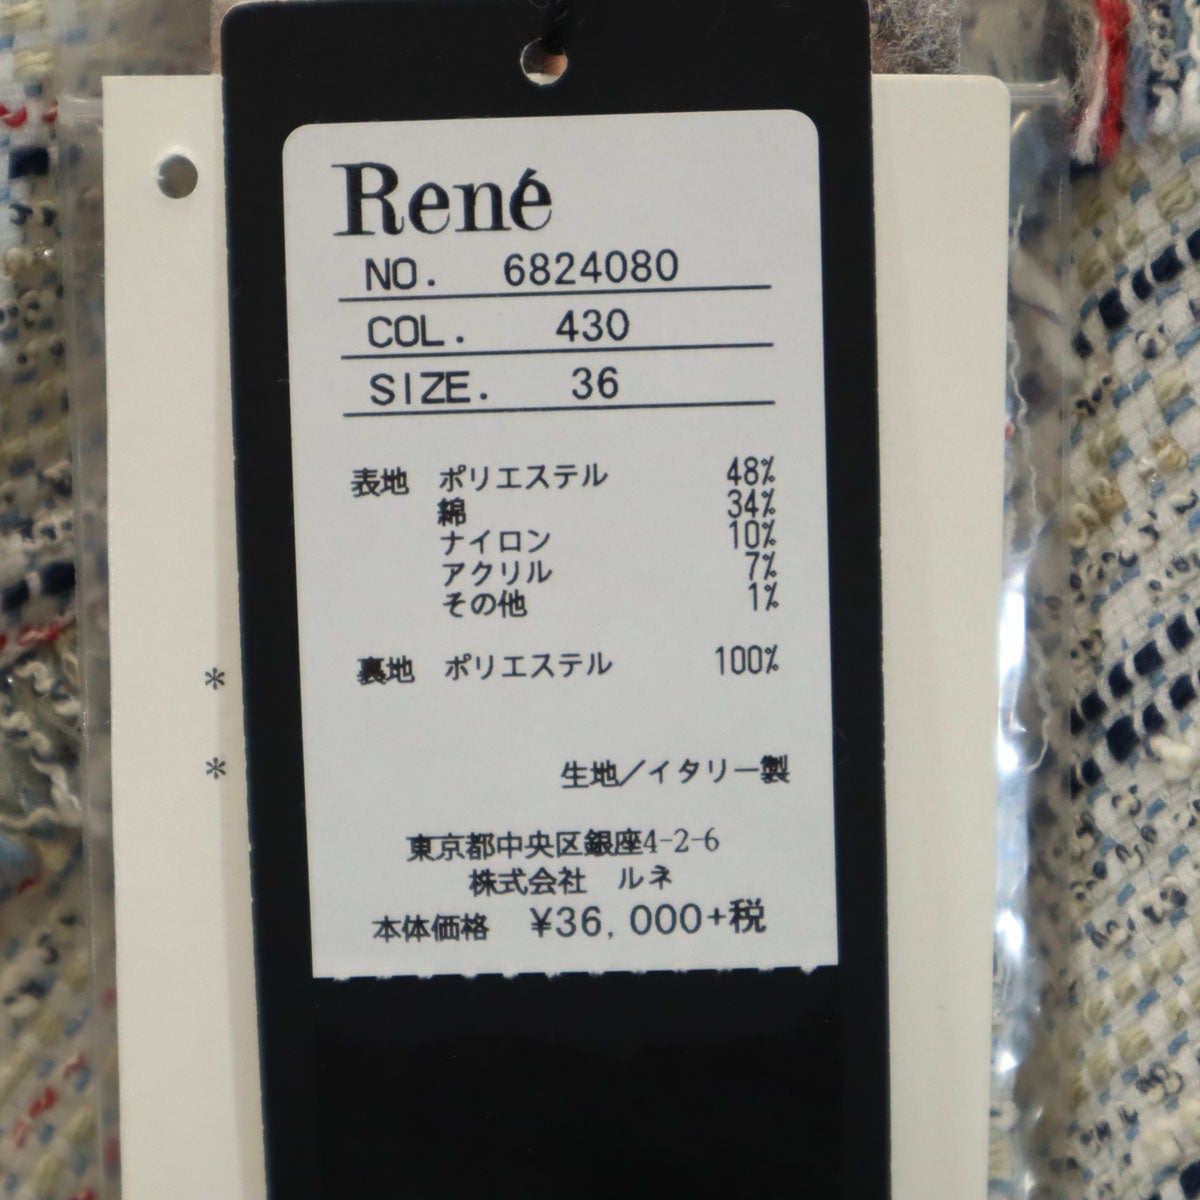 René
NO. 6824080
COL. 430
SIZE. 36
表地 ポリエステル 48%
綿 34%
ナイロン 10%
アクリル 7%
その他 1%
裏地 ポリエステル 100%
*
*
生地/イタリー製
東京都中央区銀座4-2-6
株式会社 ルネ
本体価格 ¥36,000+税